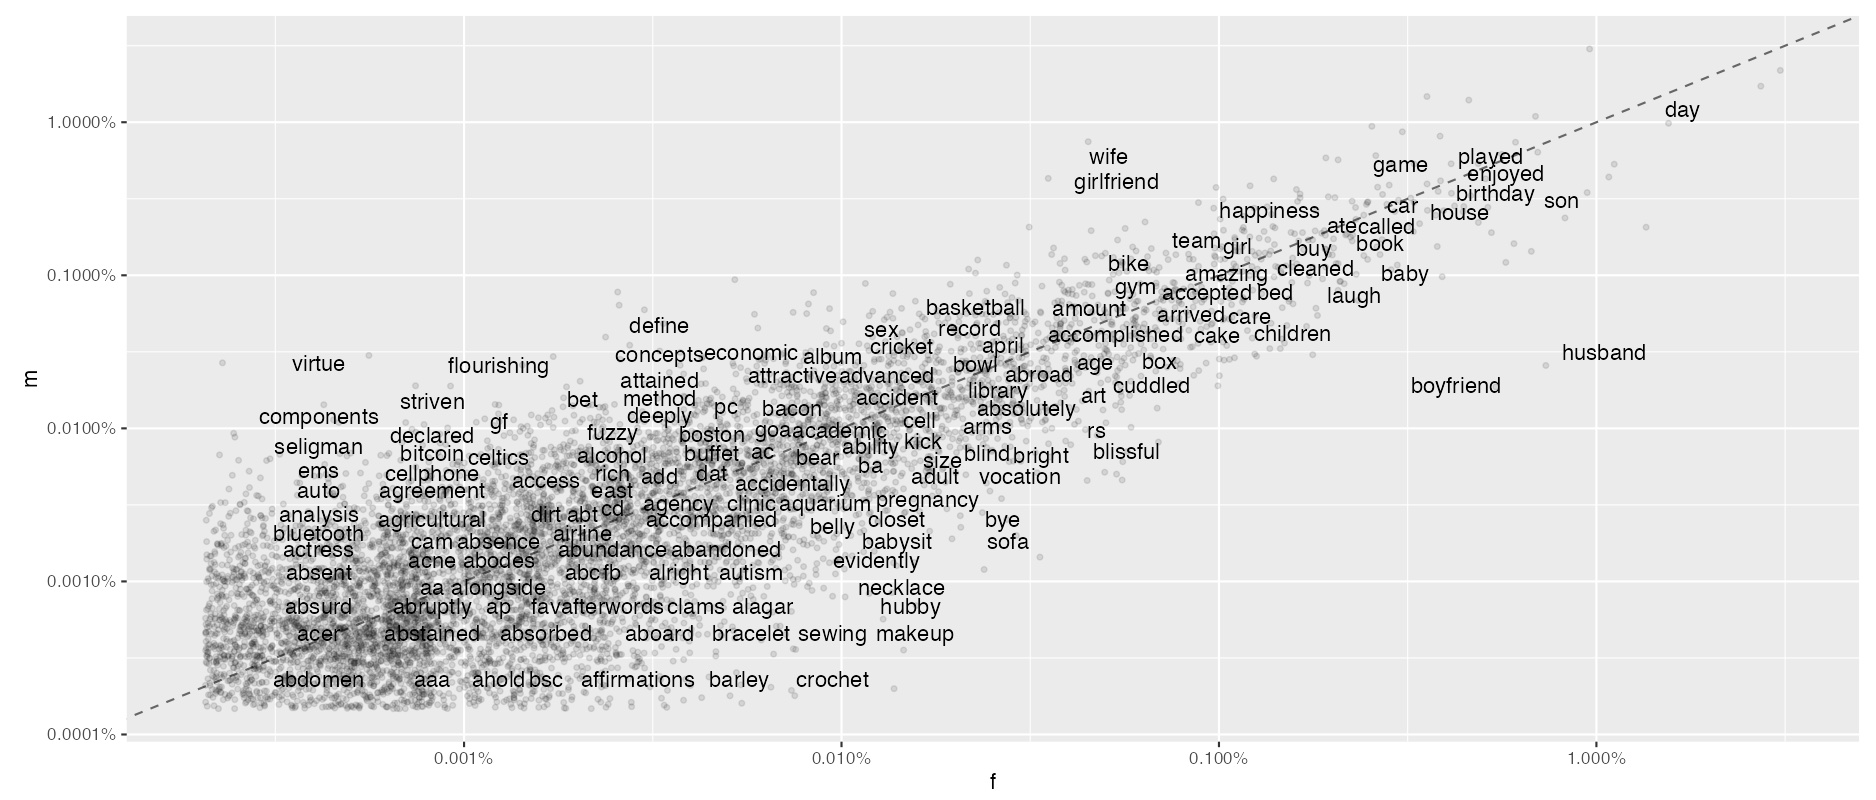 1.0000%
0.1000%
0.0100%
0.0010%
0.0001%
m
day
wife
played
game
enjoyed
girlfriend
birthday
son
car
happiness
house
ate called
team girl
buy book
bike
amazing cleaned baby
gym
accepted bed
laugh
basketball amount
arrived care
define
sex record
accomplished cake children
concepts economic album cricket april
husband
virtue flourishing
bowl age box
attained attractive advanced abroad
cuddled boyfriend
striven bet method
accident library art
components gf deeply pc bacon
absolutely
declared fuzzy boston goa academic cell arms rs
seligman bitcoin celtics alcohol buffet ac bear ability kick
blind bright blissful
ems cellphone access rich add dat
ba size
adult vocation
auto agreement east accidentally
analysis agricultural dirt abt cd agency clinic aquarium pregnancy
accompanied belly closet bye
bluetooth cam absence airline
babysit sofa
actress acne abodes abundance abandoned evidently
absent abc fb alright autism
aa alongside necklace
absurd abruptly ap fav afterwords clams alagar hubby
acer abstained absorbed aboard bracelet sewing makeup
abdomen aaa ahold bsc affirmations barley crochet
0.001% 0.010% 0.100% 1.000%
f